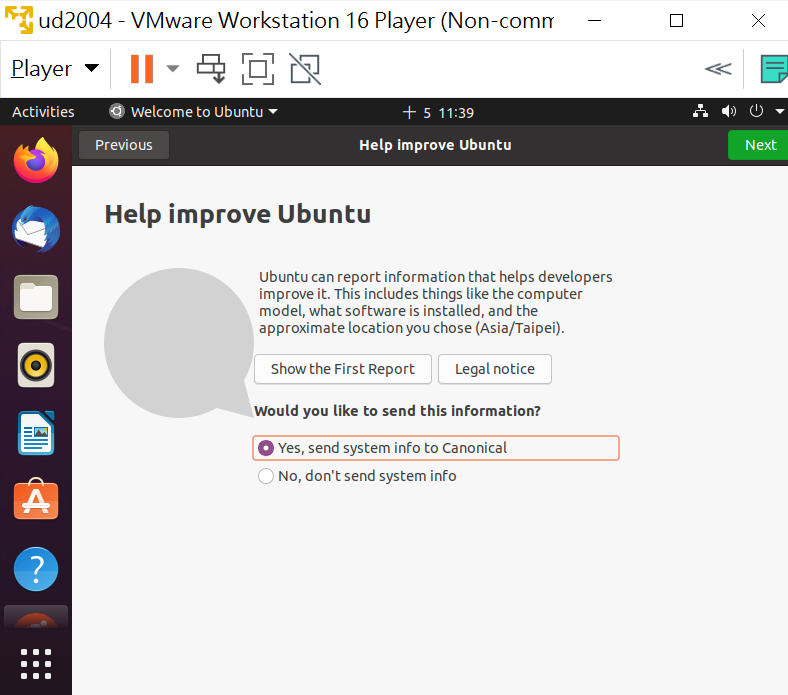 ud2004 - VMware Workstation 16 Player (Non-comm
Player
Activities Welcome to Ubuntu 十 5 11:39
Previous Help improve Ubuntu Next
Help improve Ubuntu
Ubuntu can report information that helps developers
improve it. This includes things like the computer
model, what software is installed, and the
approximate location you chose (Asia/Taipei).
Show the First Report Legal notice
Would you like to send this information?
Yes, send system info to Canonical
No, don't send system info